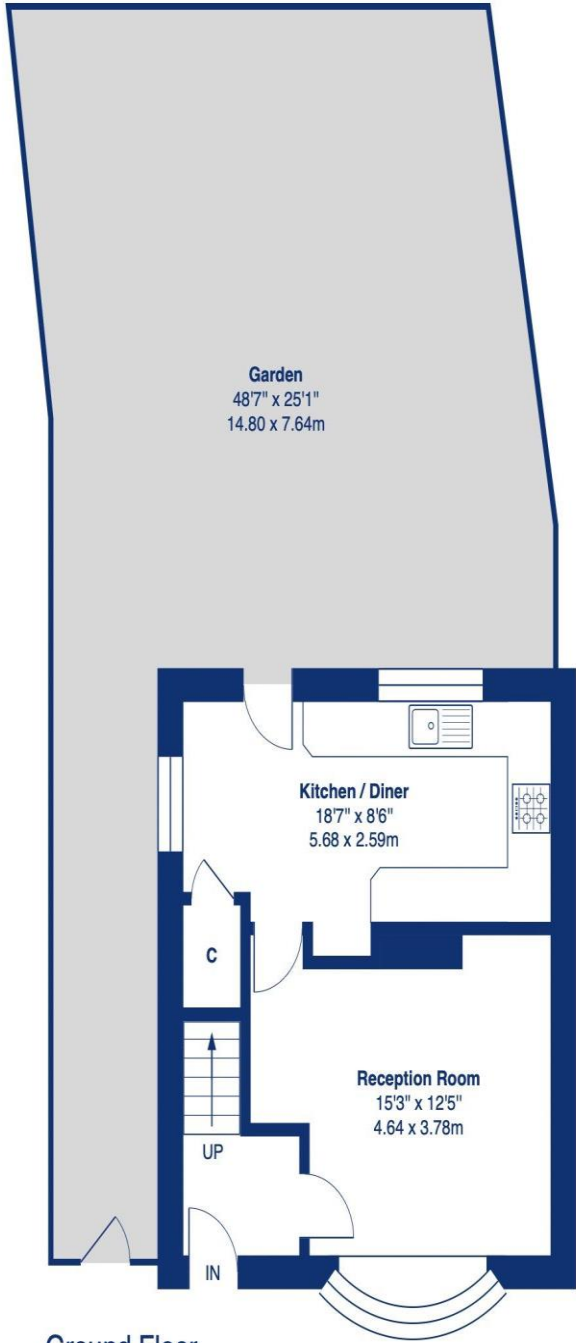 Garden
48'7" x 25'1"
14.80 x 7.64m
Kitchen / Diner
18'7" x 8'6"
5.68 x 2.59m
C
Reception Room
15'3" x 12'5"
4.64 x 3.78m
UP
IN
Ground Floor